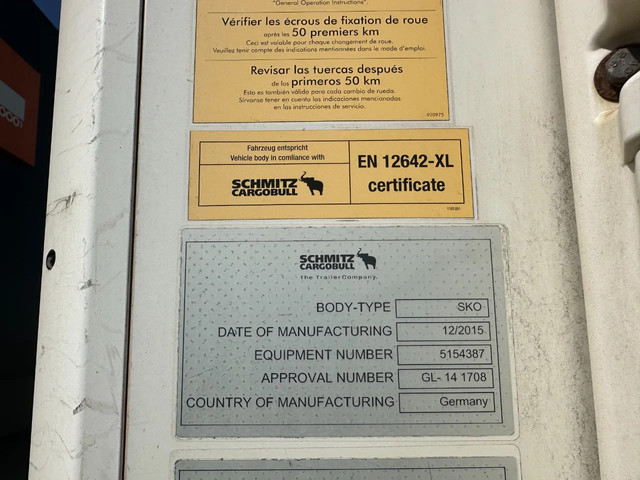 "General Operation Instructions".
Vérifier les écrous de fixation de roue
après les 50 premiers km
Ceci est valable pour chaque changement de roue.
Veuillez tenir compte des indications mentionnées dans le mode d'emploi.
Revisar las tuercas después
de los primeros 50 km
Esto es también válido para cada cambio de rueda.
Sírvanse tener en cuenta las indicaciones mencionadas
en las instrucciones de servicio.
Fahrzeug entspricht
Vehicle body in comliance with
SCHMITZ
CARGOBULL
EN 12642-XL
certificate
SCHMITZ
CARGOBULL
The TrailerCompany.
BODY-TYPE SKO
DATE OF MANUFACTURING 12/2015
EQUIPMENT NUMBER 5154387
APPROVAL NUMBER GL- 14 1708
COUNTRY OF MANUFACTURING Germany